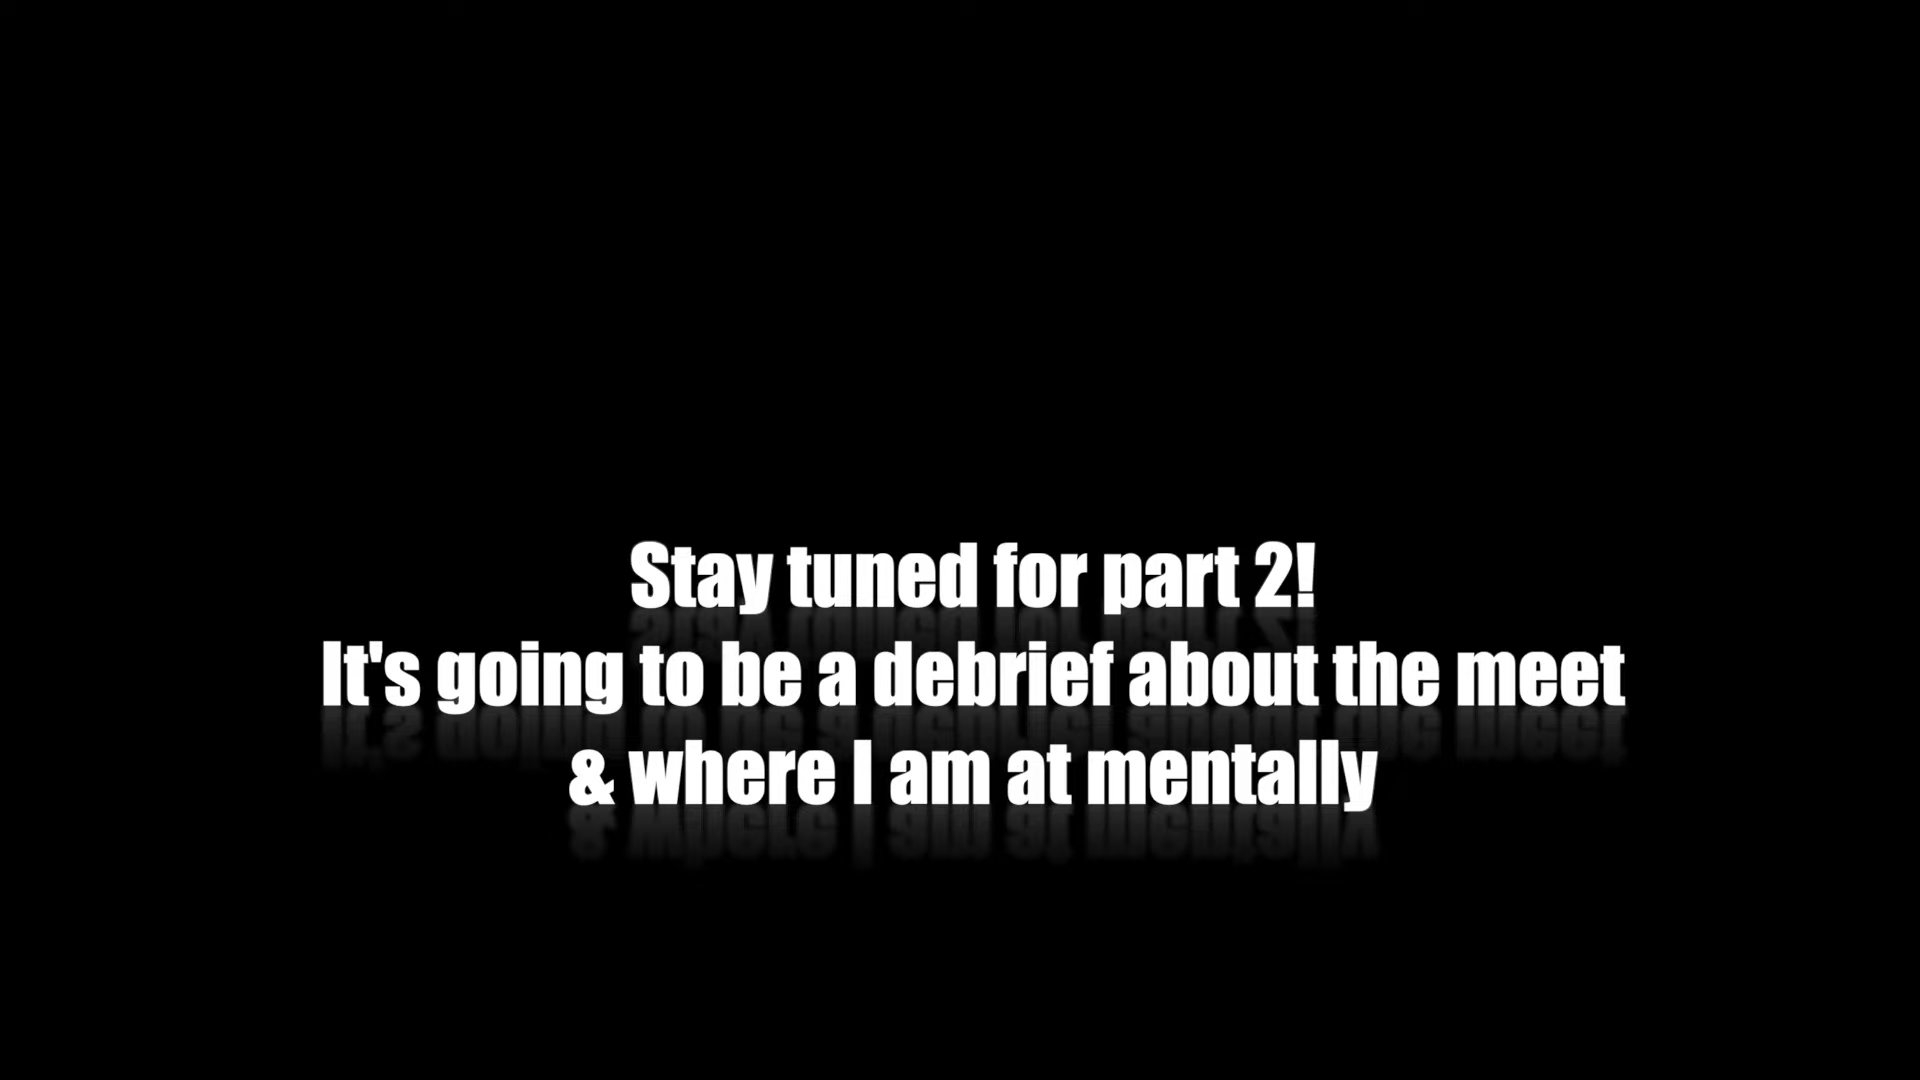 Stay tuned for part 2!
It's going to be a debrief about the meet
& where I am at mentally